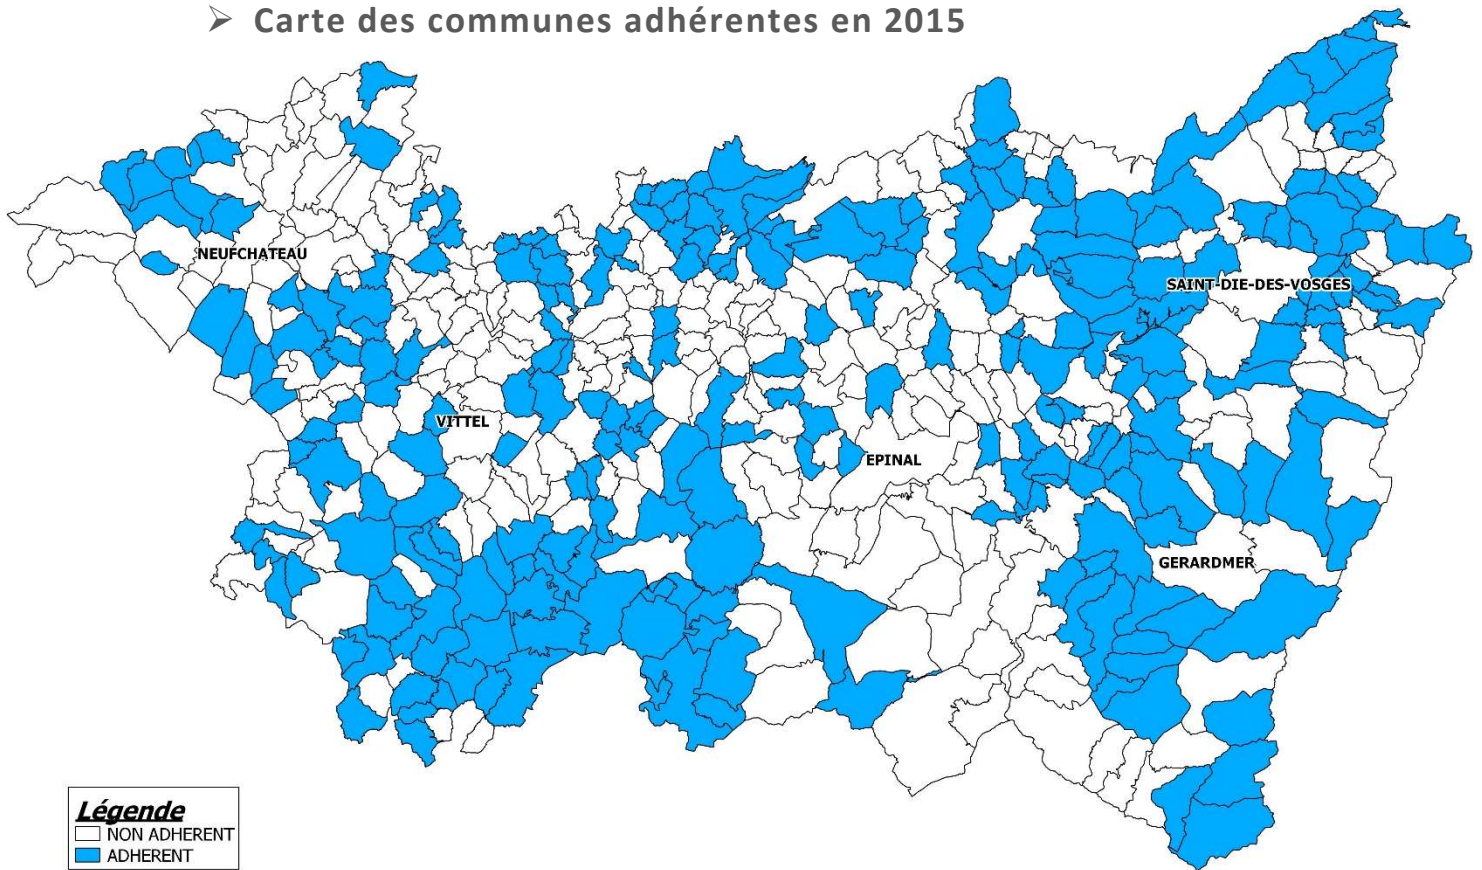 ➢ Carte des communes adhérentes en 2015
NEUFCHATEAU
SAINT-DIE-DES-VOSGES
VITTEL
EPINAL
GERARDMER
Légende
NON ADHERENT
ADHERENT